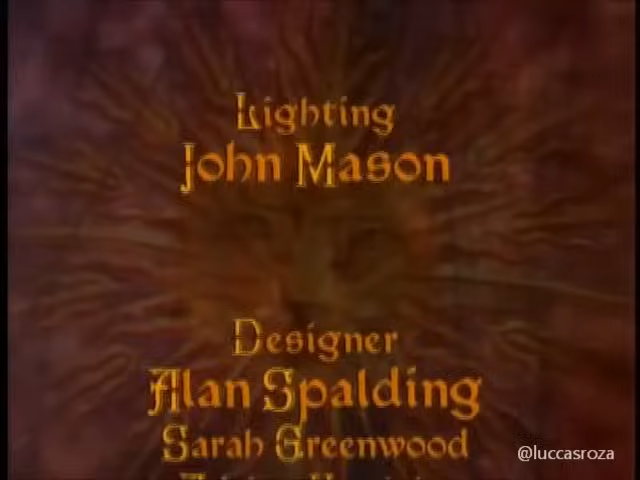 Lighting
John Mason
Designer
Alan Spalding
Sarah Greenwood
@luccasroza